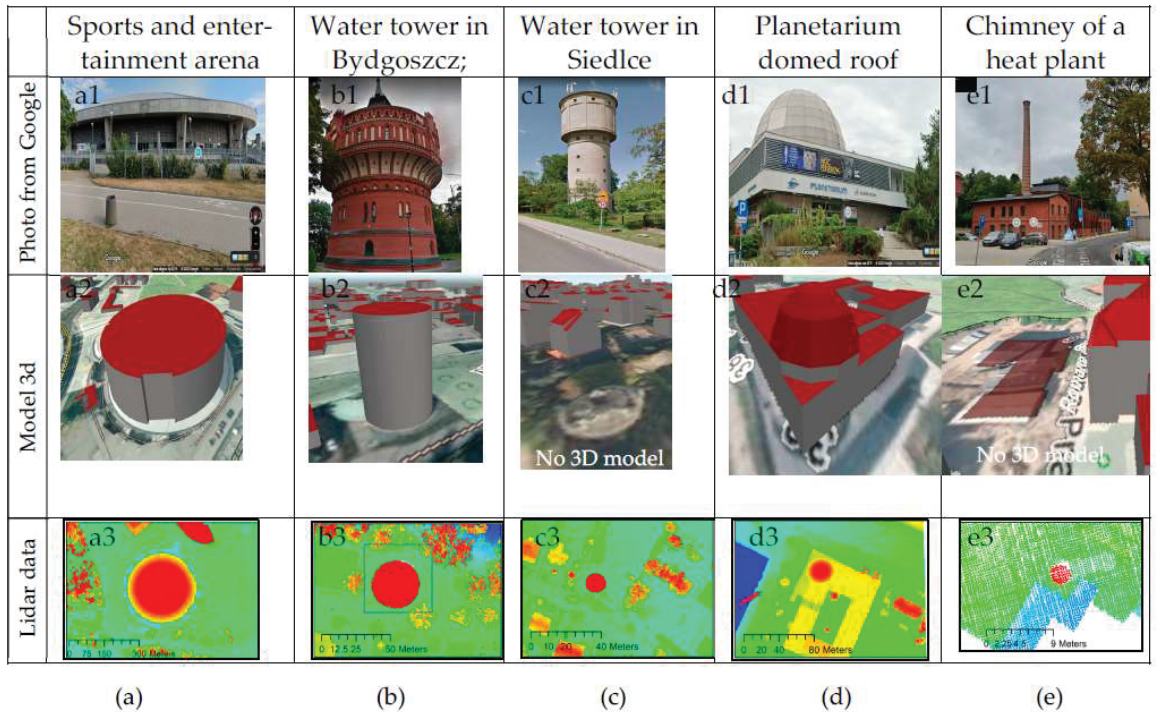 Sports and enter-
tainment arena
Water tower in
Bydgoszcz;
Water tower in
Siedlce
Planetarium
domed roof
Chimney of a
heat plant
Photo from Google
a1
b1
c1
d1
PLANETARIUM
e1
Google
Model 3d
a2
b2
c2
No 3D model
d2
e2
No 3D model
Lidar data
a3
0 75 150
b3
0 12.5 25 50 Meters
c3
0 10 20 40 Meters
d3
0 20 40 80 Meters
e3
9 Meters
(a)
(b)
(c)
(d)
(e)